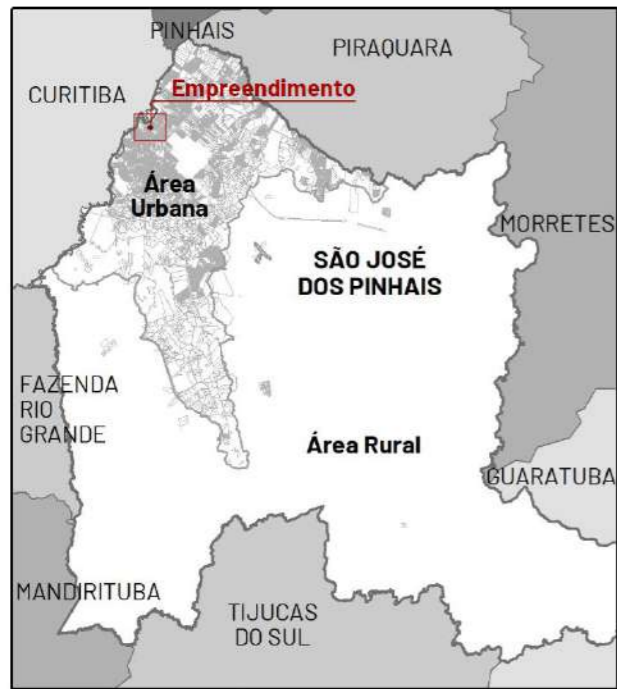 PINHAIS
PIRAQUARA
Empreendimento
CURITIBA
Área
Urbana
MORRETES
SÃO JOSÉ
DOS PINHAIS
FAZENDA
RIO
GRANDE
Área Rural
GUARATUBA
MANDIRITUBA
TIJUCAS
DO SUL